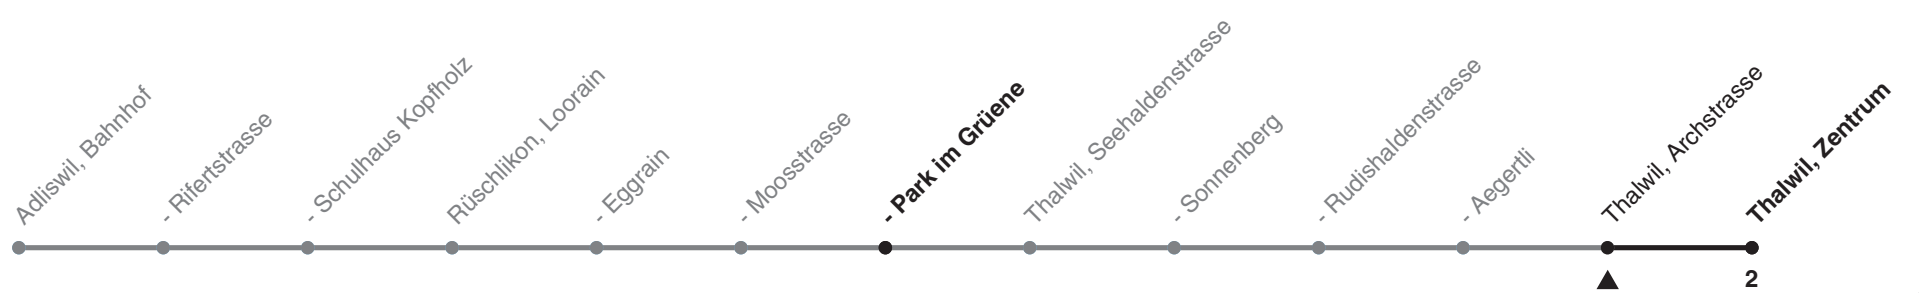 Adliswil, Bahnhof
- Rifertstrasse
- Schulhaus Kopfholz
Rüschlikon, Loorain
- Eggrain
- Moosstrasse
- Park im Grüene
Thalwil, Seehaldenstrasse
- Sonnenberg
- Rudishaldenstrasse
- Aegertli
Thalwil, Archstrasse
Thalwil, Zentrum
2